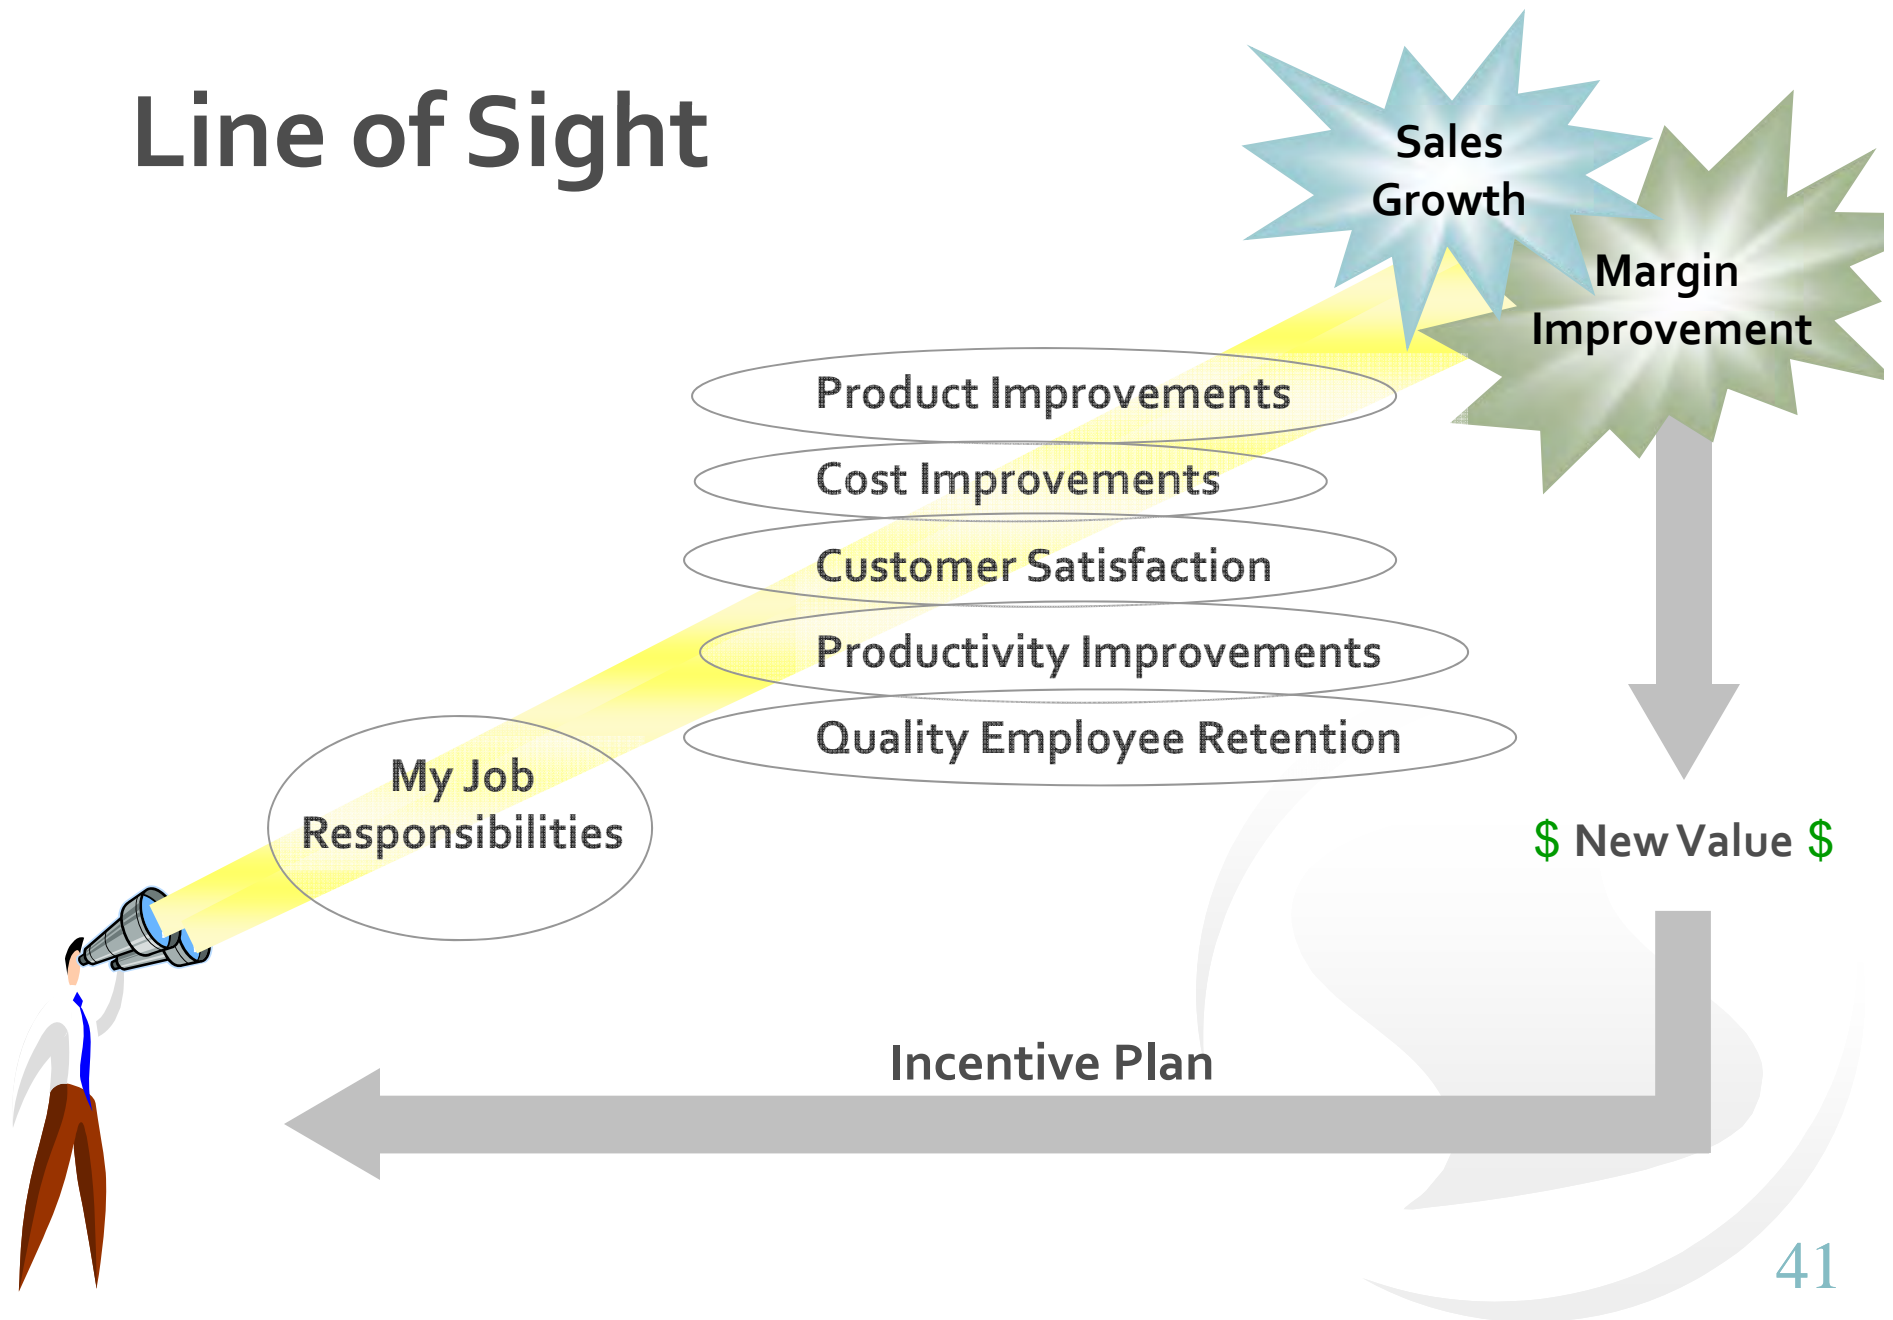 Line of Sight
Sales
Growth
Margin
Improvement
Product Improvements
Cost Improvements
Customer Satisfaction
Productivity Improvements
Quality Employee Retention
My Job
Responsibilities
$ New Value $
Incentive Plan
41